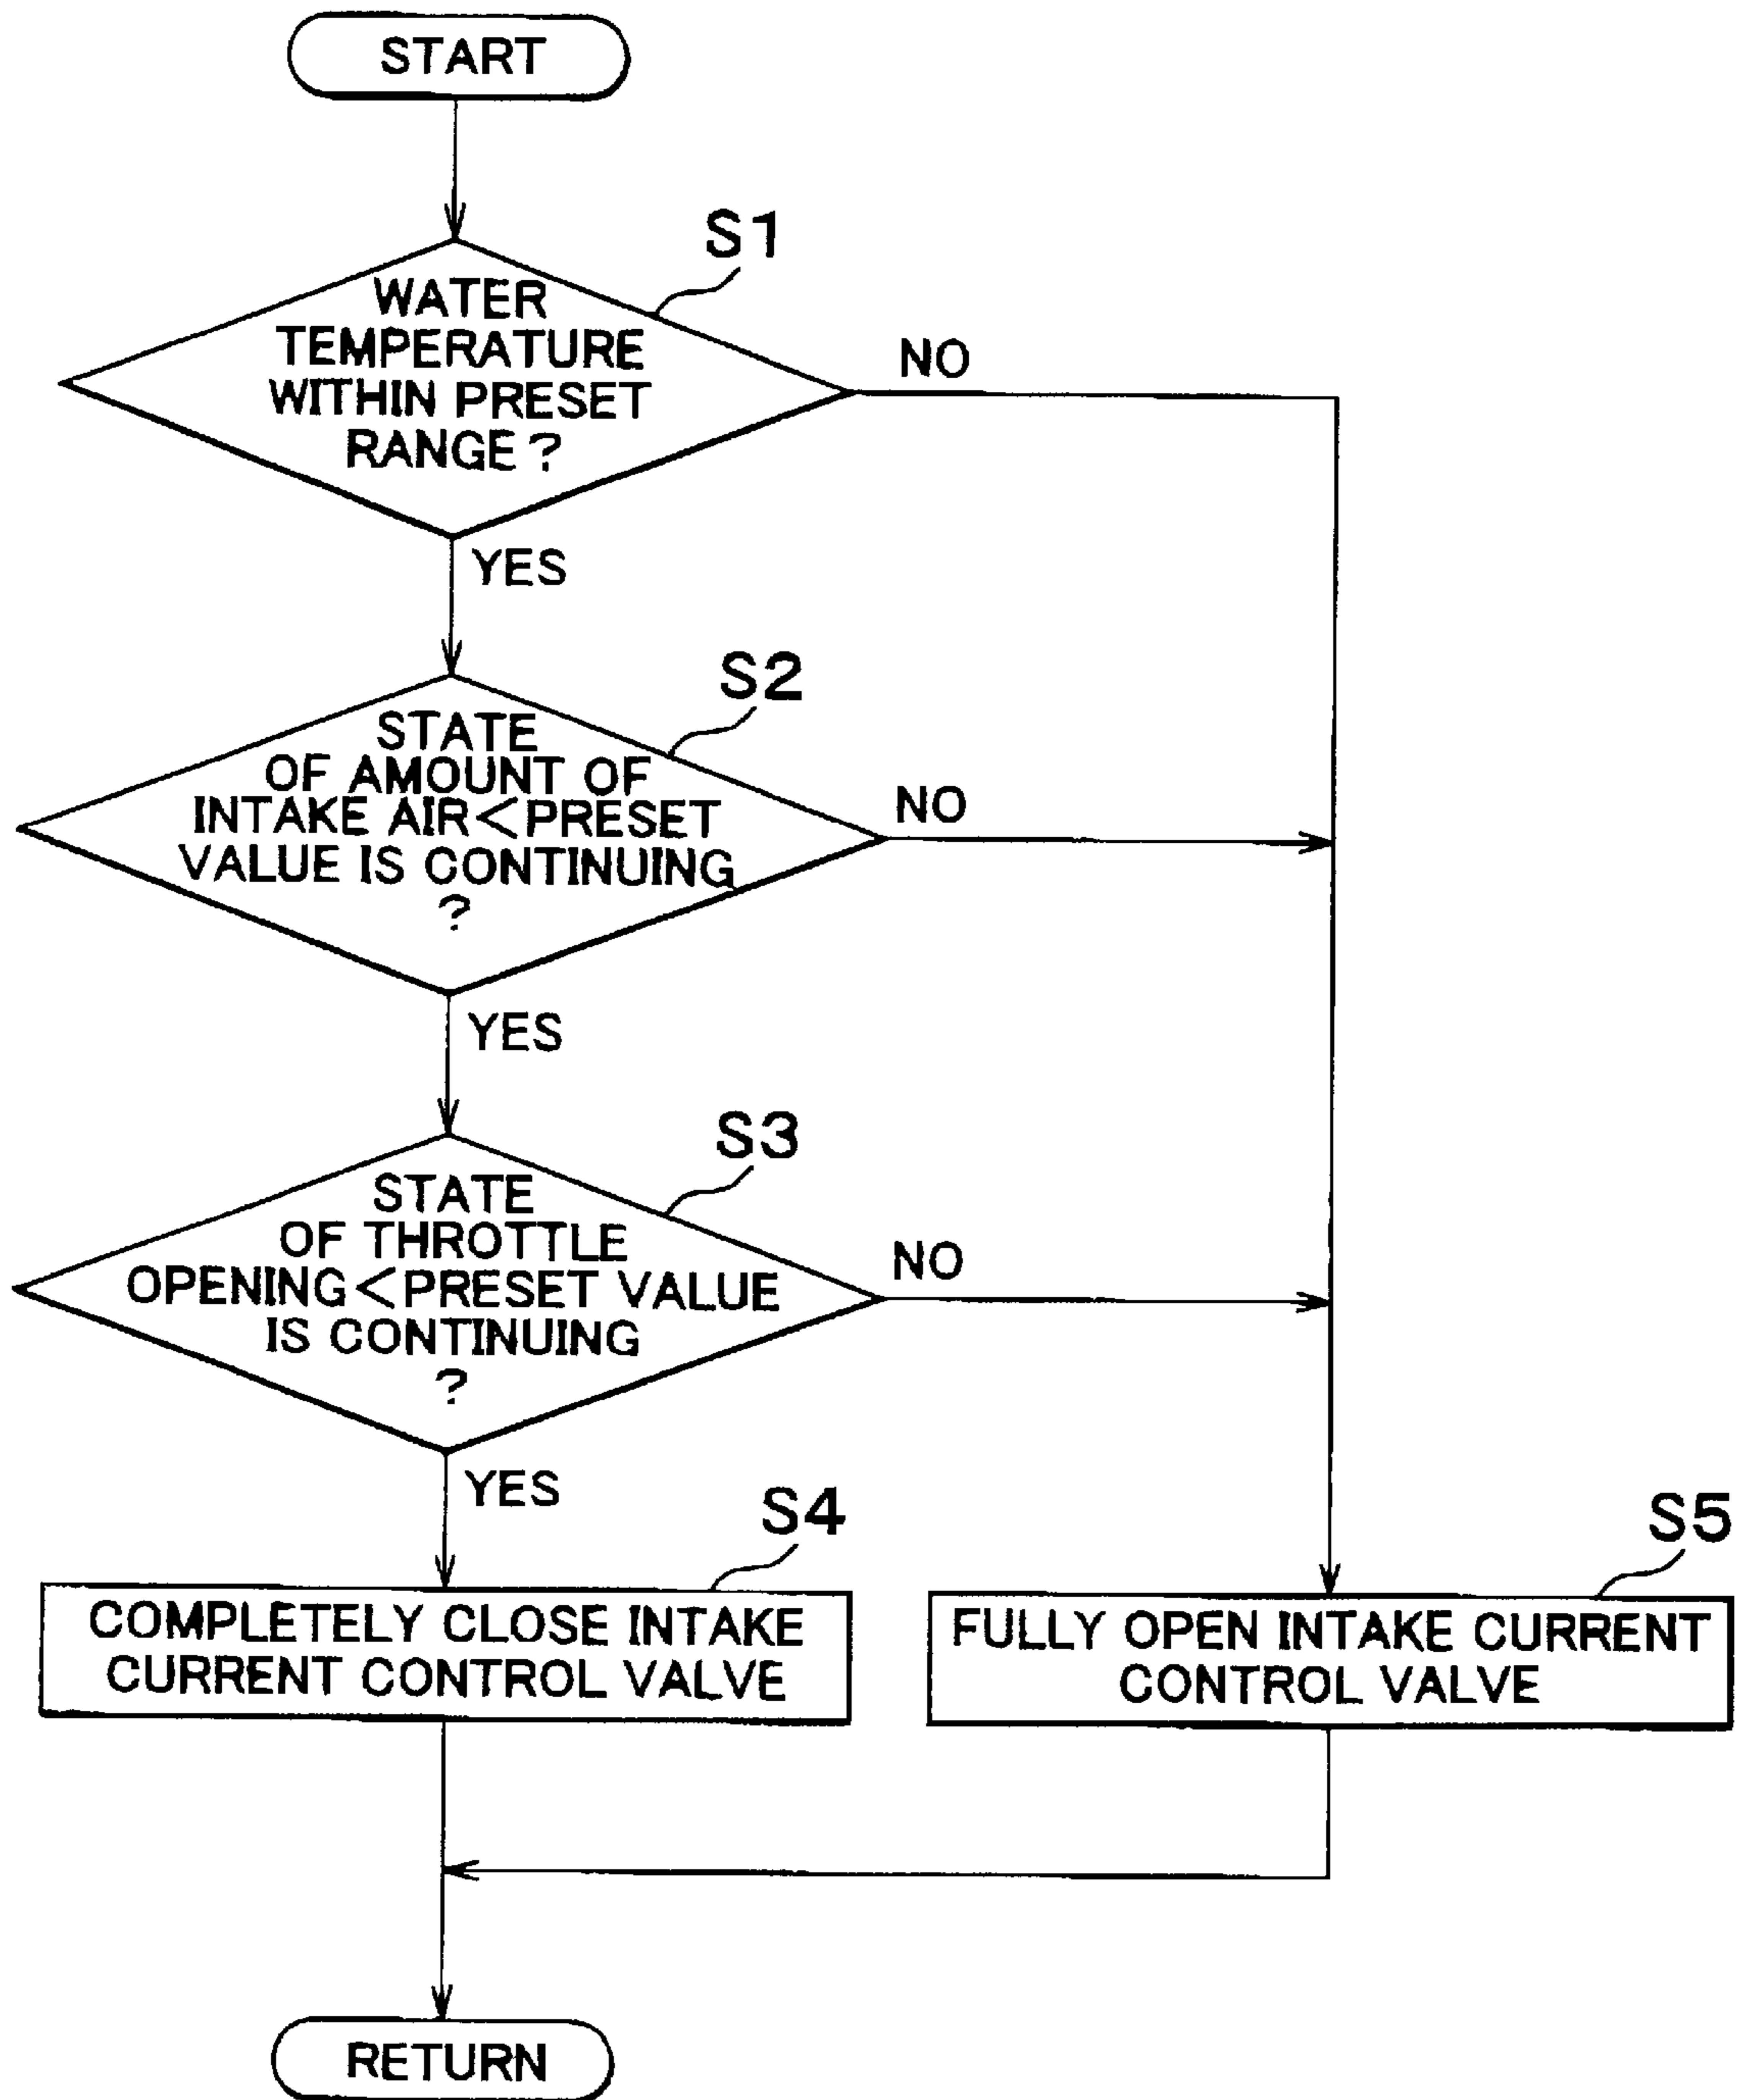 START
S1
WATER
TEMPERATURE
WITHIN PRESET
RANGE?
NO
YES
S2
STATE
OF AMOUNT OF
INTAKE AIR<PRESET
VALUE IS CONTINUING
?
NO
YES
S3
STATE
OF THROTTLE
OPENING<PRESET VALUE
IS CONTINUING
?
NO
YES
S4
COMPLETELY CLOSE INTAKE
CURRENT CONTROL VALVE
S5
FULLY OPEN INTAKE CURRENT
CONTROL VALVE
RETURN